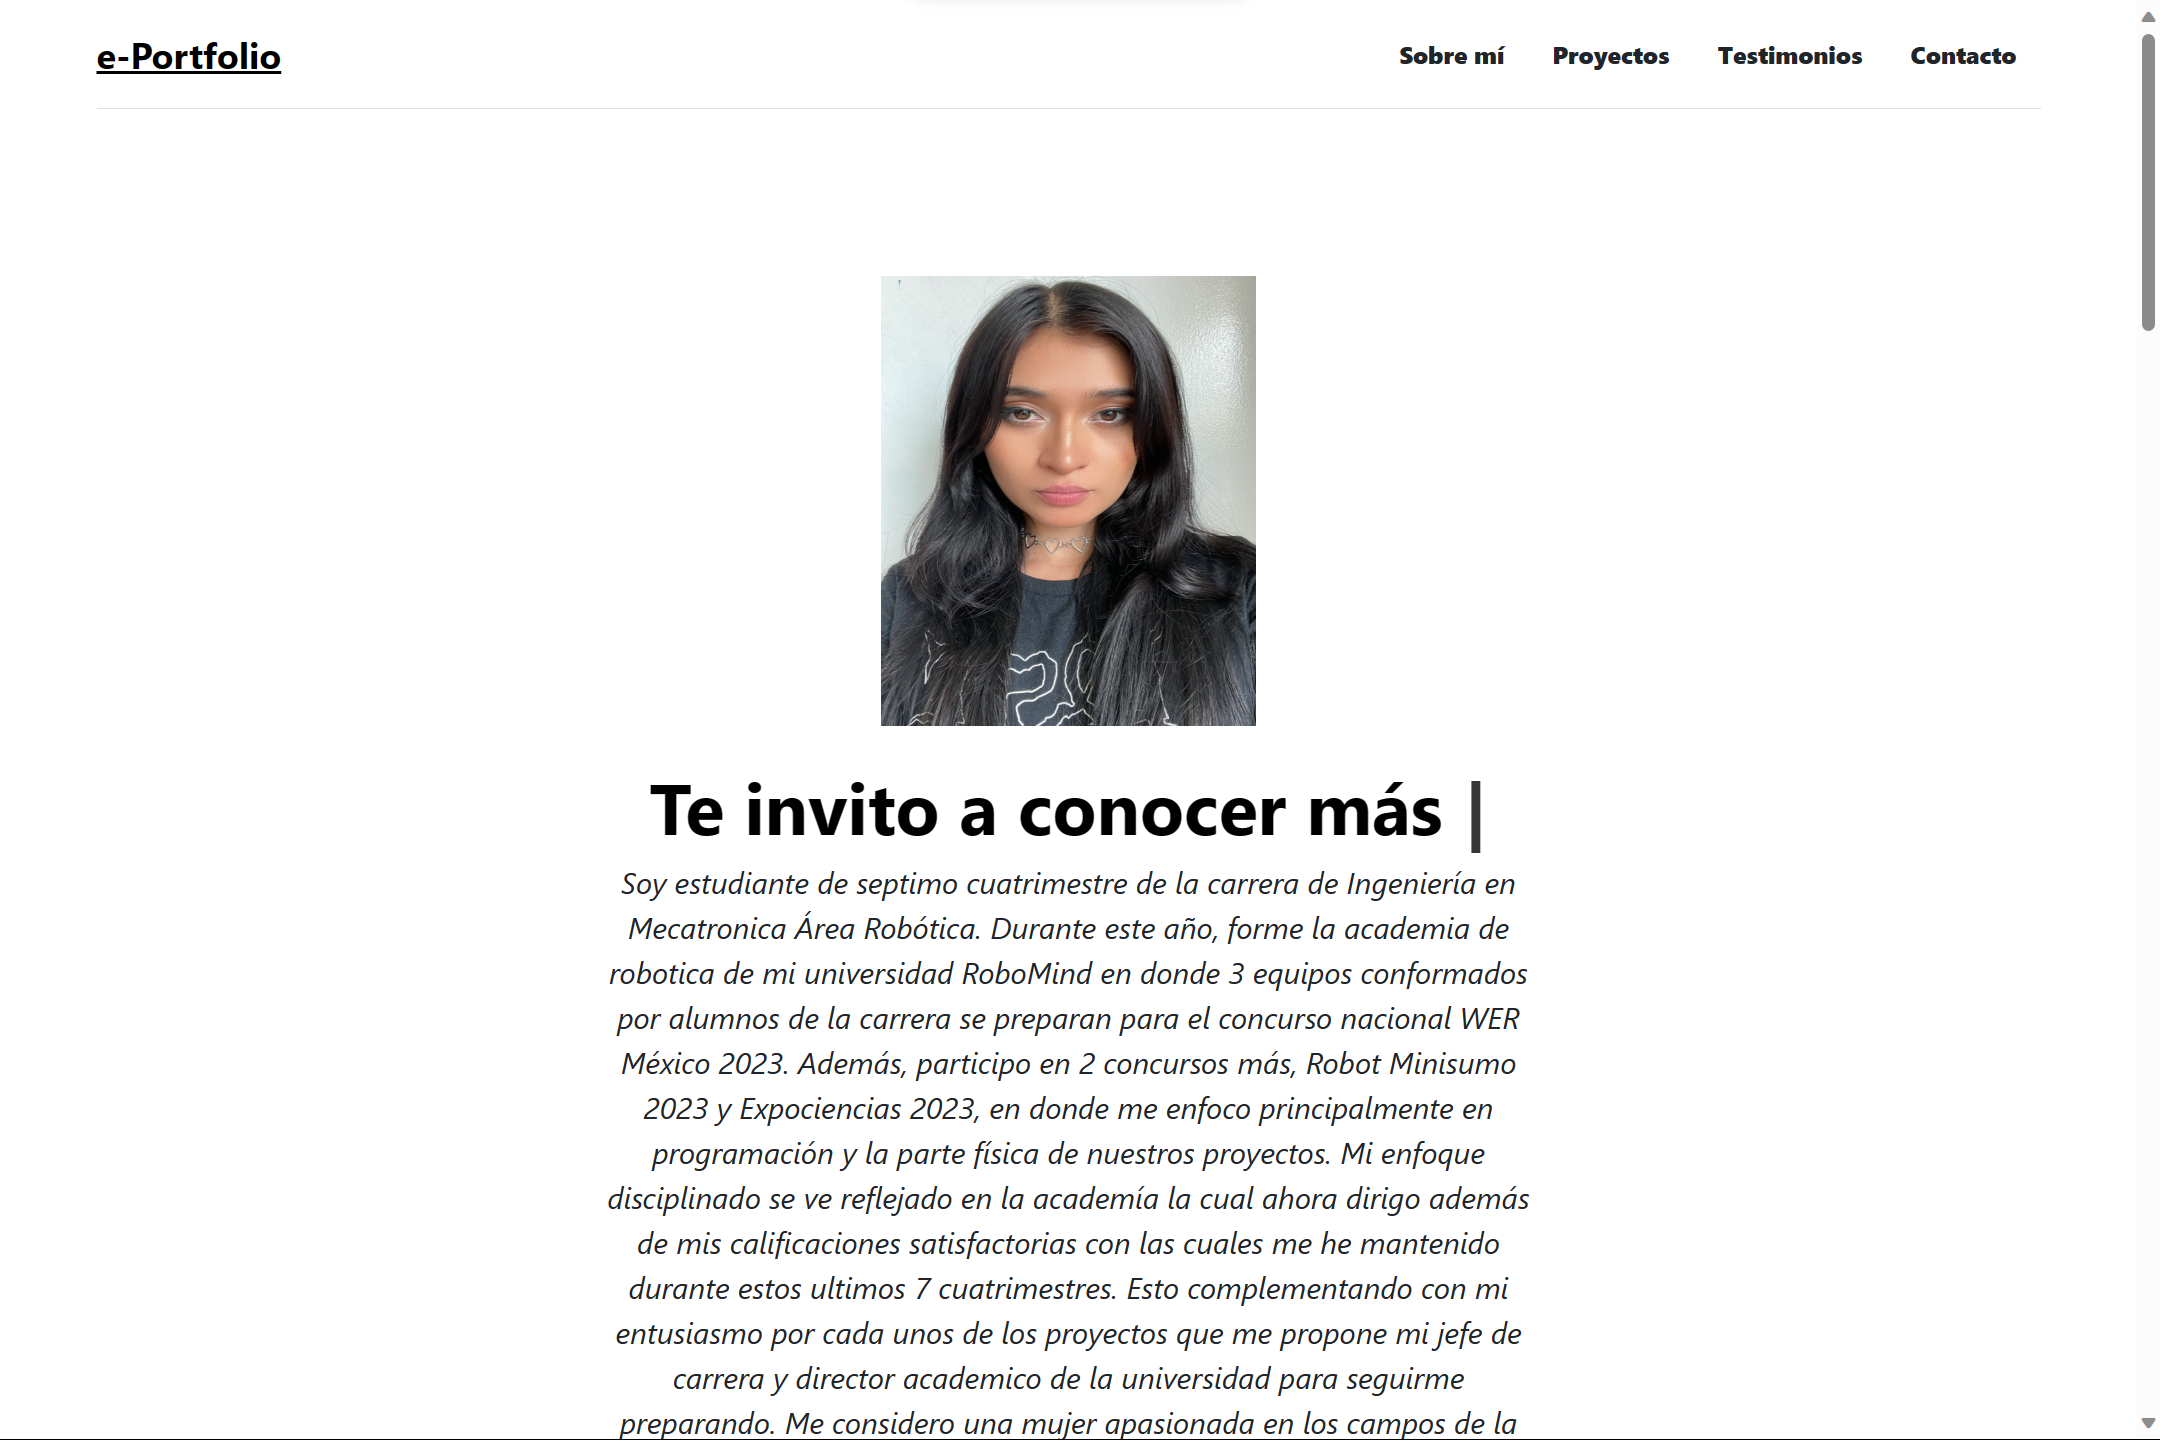 e-Portfolio
Sobre mí Proyectos Testimonios Contacto
Te invito a conocer más |
Soy estudiante de septimo cuatrimestre de la carrera de Ingeniería en
Mecatronica Área Robótica. Durante este año, forme la academia de
robotica de mi universidad RoboMind en donde 3 equipos conformados
por alumnos de la carrera se preparan para el concurso nacional WER
México 2023. Además, participo en 2 concursos más, Robot Minisumo
2023 y Expociencias 2023, en donde me enfoco principalmente en
programación y la parte física de nuestros proyectos. Mi enfoque
disciplinado se ve reflejado en la academía la cual ahora dirigo además
de mis calificaciones satisfactorias con las cuales me he mantenido
durante estos ultimos 7 cuatrimestres. Esto complementando con mi
entusiasmo por cada unos de los proyectos que me propone mi jefe de
carrera y director academico de la universidad para seguirme
preparando. Me considero una mujer apasionada en los campos de la